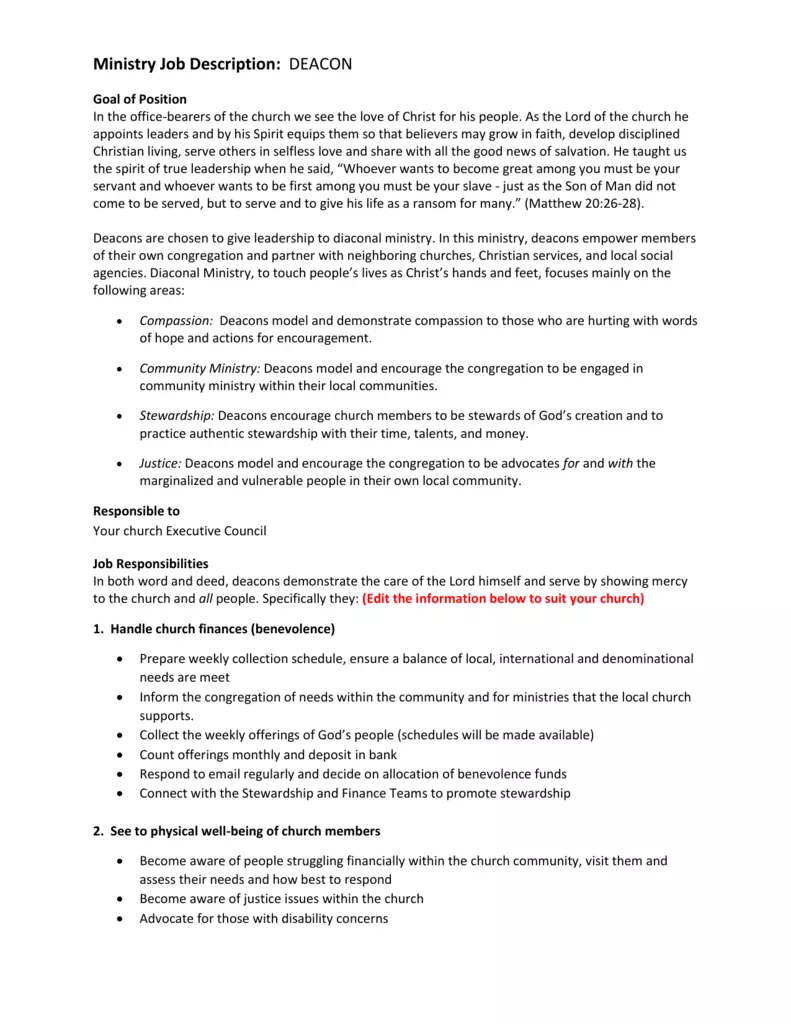 Ministry Job Description: DEACON
Goal of Position
In the office-bearers of the church we see the love of Christ for his people. As the Lord of the church he
appoints leaders and by his Spirit equips them so that believers may grow in faith, develop disciplined
Christian living, serve others in selfless love and share with all the good news of salvation. He taught us
the spirit of true leadership when he said, “Whoever wants to become great among you must be your
servant and whoever wants to be first among you must be your slave - just as the Son of Man did not
come to be served, but to serve and to give his life as a ransom for many.” (Matthew 20:26-28).
Deacons are chosen to give leadership to diaconal ministry. In this ministry, deacons empower members
of their own congregation and partner with neighboring churches, Christian services, and local social
agencies. Diaconal Ministry, to touch people’s lives as Christ’s hands and feet, focuses mainly on the
following areas:
• Compassion: Deacons model and demonstrate compassion to those who are hurting with words
of hope and actions for encouragement.
• Community Ministry: Deacons model and encourage the congregation to be engaged in
community ministry within their local communities.
• Stewardship: Deacons encourage church members to be stewards of God’s creation and to
practice authentic stewardship with their time, talents, and money.
• Justice: Deacons model and encourage the congregation to be advocates for and with the
marginalized and vulnerable people in their own local community.
Responsible to
Your church Executive Council
Job Responsibilities
In both word and deed, deacons demonstrate the care of the Lord himself and serve by showing mercy
to the church and all people. Specifically they: (Edit the information below to suit your church)
1. Handle church finances (benevolence)
• Prepare weekly collection schedule, ensure a balance of local, international and denominational
needs are meet
• Inform the congregation of needs within the community and for ministries that the local church
supports.
• Collect the weekly offerings of God’s people (schedules will be made available)
• Count offerings monthly and deposit in bank
• Respond to email regularly and decide on allocation of benevolence funds
• Connect with the Stewardship and Finance Teams to promote stewardship
2. See to physical well-being of church members
• Become aware of people struggling financially within the church community, visit them and
assess their needs and how best to respond
• Become aware of justice issues within the church
• Advocate for those with disability concerns